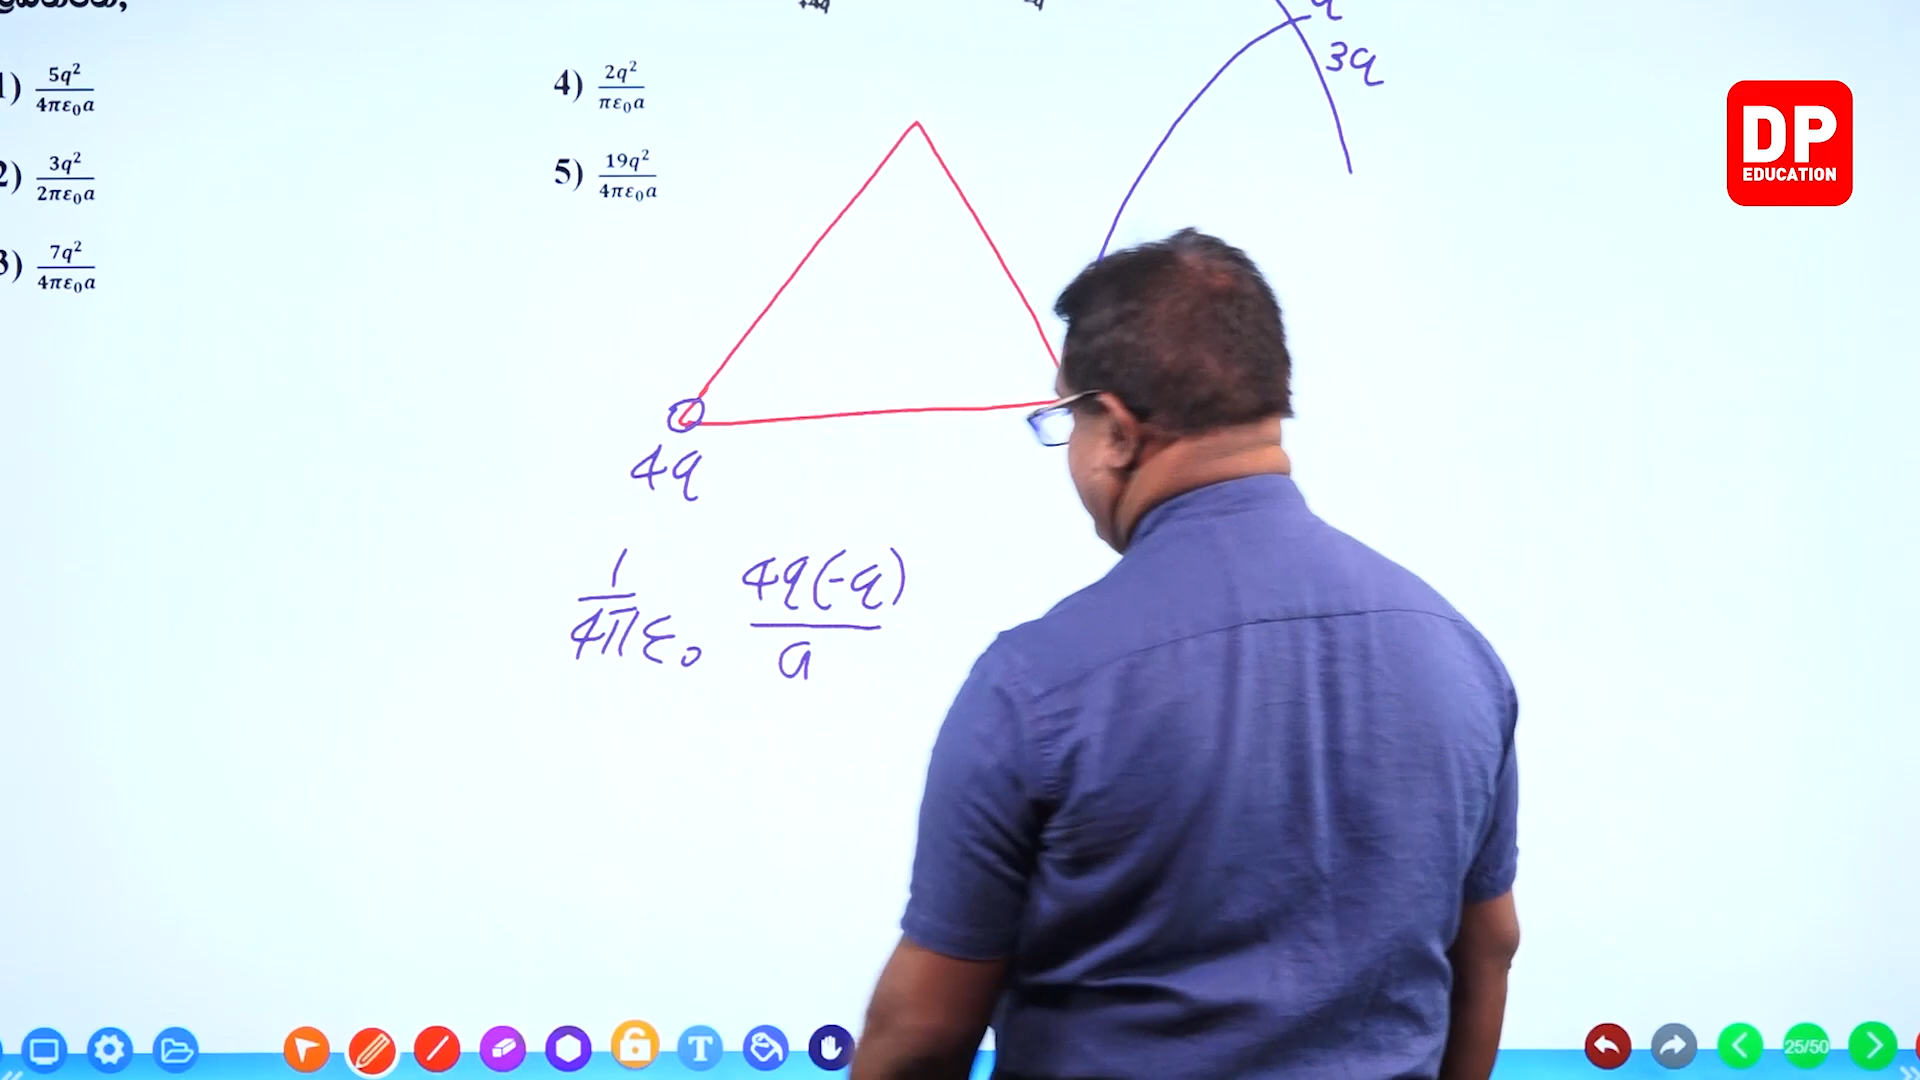 +4q
-q
1) 5q² / 4πε₀a
2) 3q² / 2πε₀a
3) 7q² / 4πε₀a
4) 2q² / πε₀a
5) 19q² / 4πε₀a
3q
DP
EDUCATION
4q
1 / 4πε₀ 4q(-q) / a
T
25/50